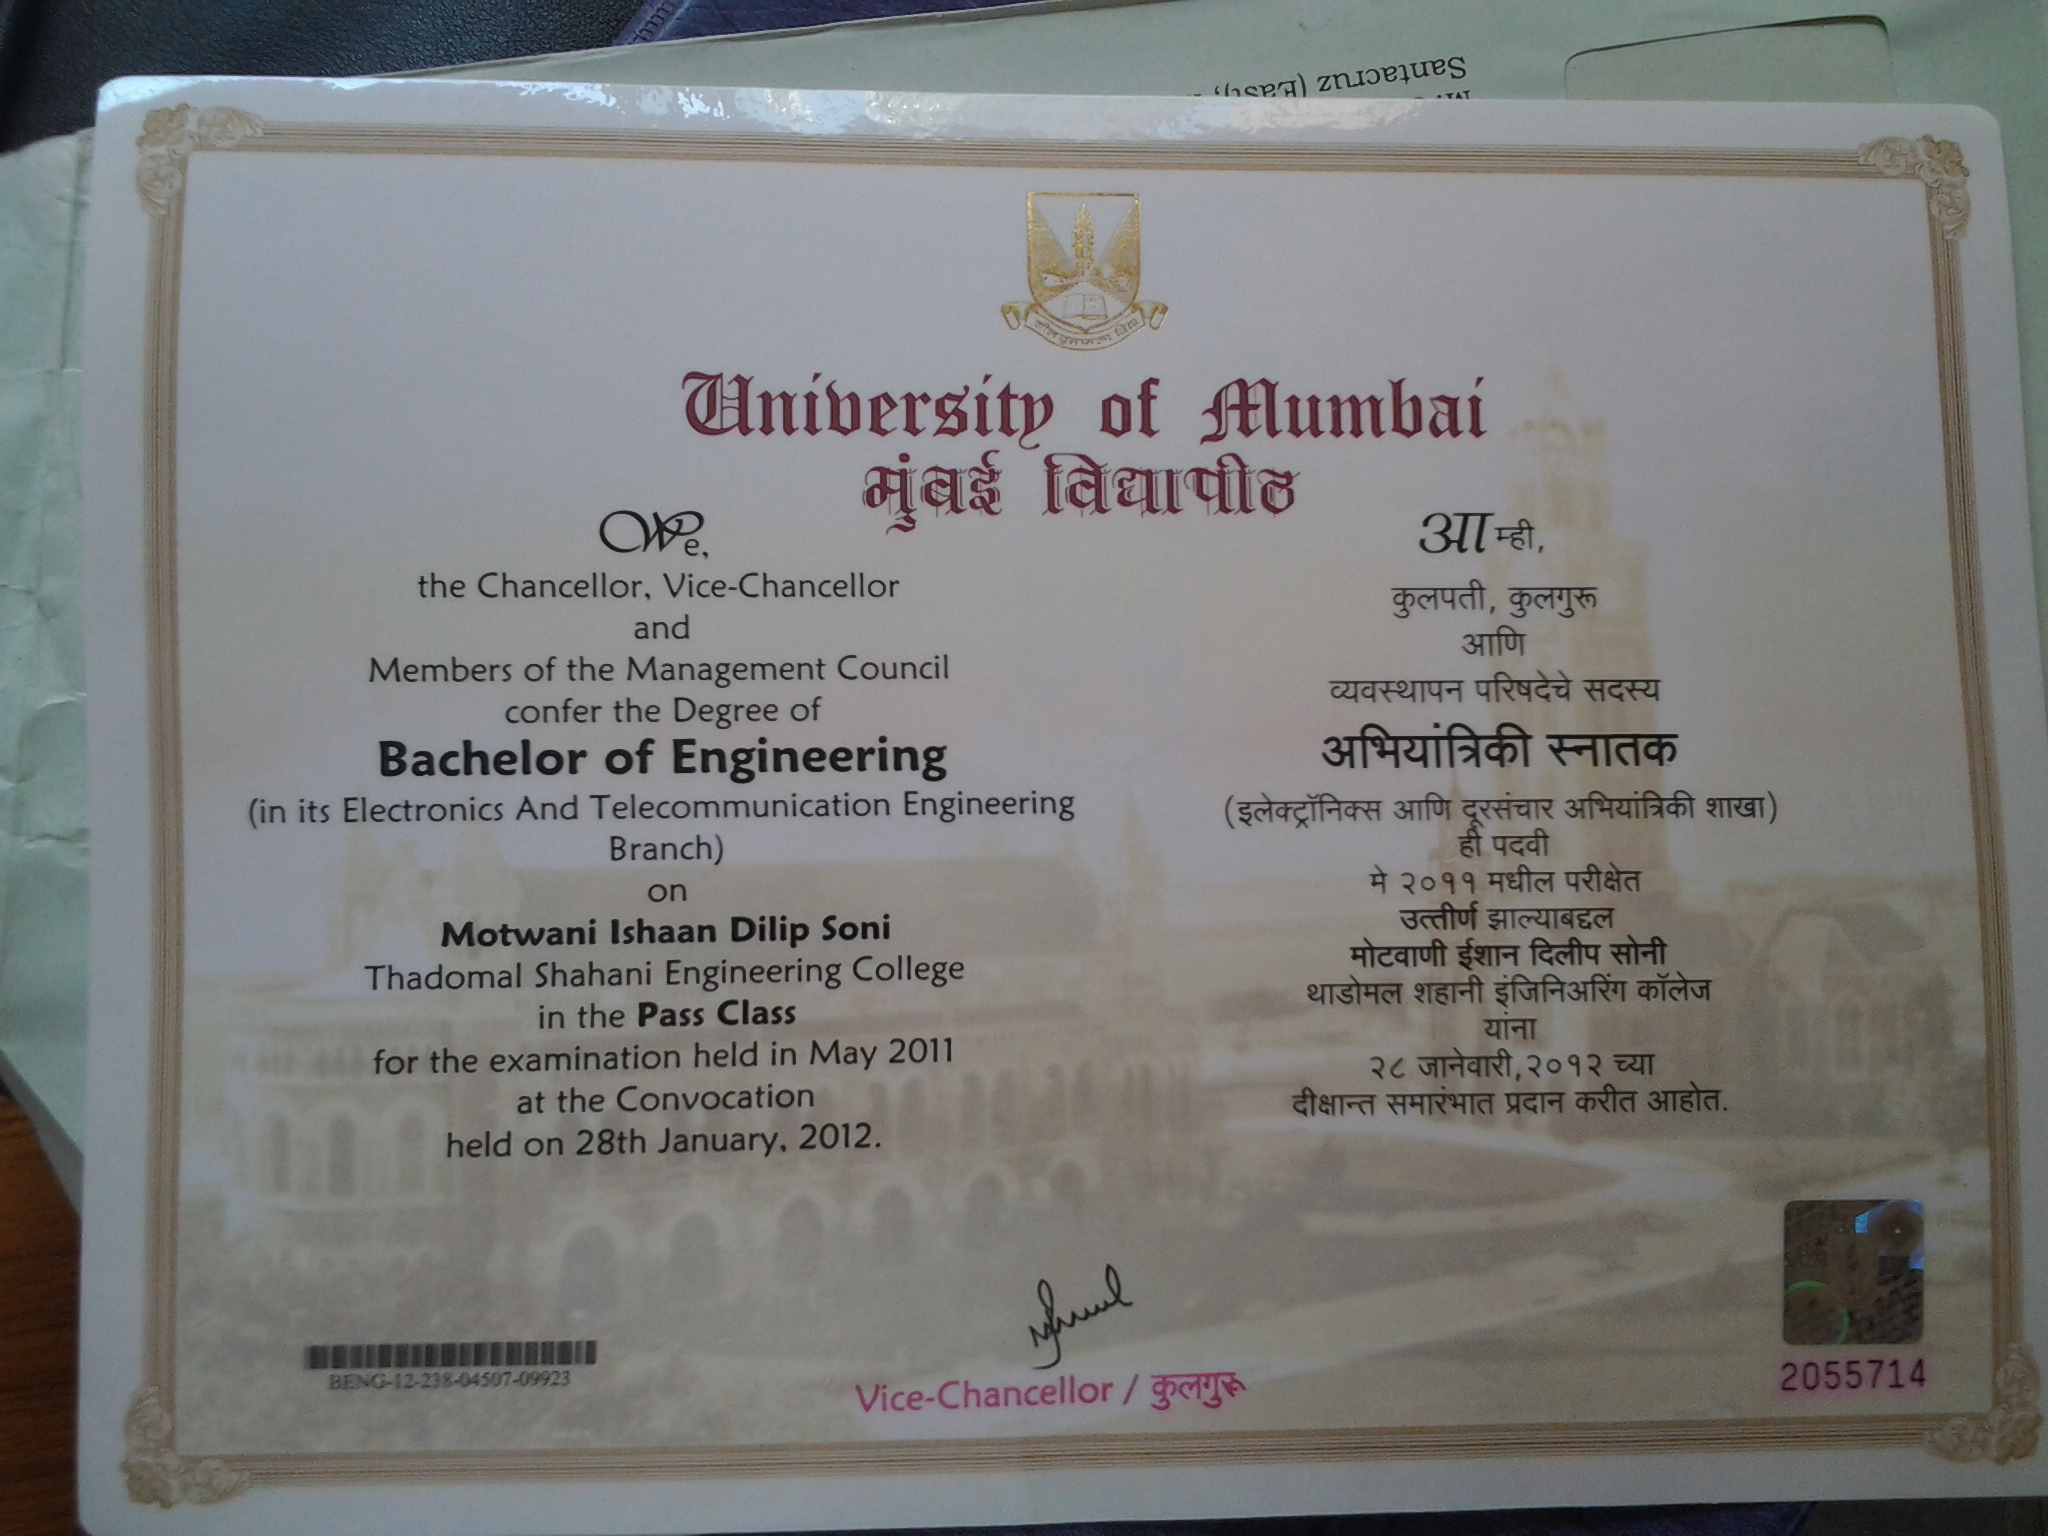 Santacruz (East),
University of Mumbai
मुंबई विद्यापीठ
We,
the Chancellor, Vice-Chancellor
and
Members of the Management Council
confer the Degree of
Bachelor of Engineering
(in its Electronics And Telecommunication Engineering
Branch)
on
Motwani Ishaan Dilip Soni
Thadomal Shahani Engineering College
in the Pass Class
for the examination held in May 2011
at the Convocation
held on 28th January, 2012.
आम्ही,
कुलपती, कुलगुरू
आणि
व्यवस्थापन परिषदेचे सदस्य
अभियांत्रिकी स्नातक
(इलेक्ट्रॉनिक्स आणि दूरसंचार अभियांत्रिकी शाखा)
ही पदवी
मे २०११ मधील परीक्षेत
उत्तीर्ण झाल्याबद्दल
मोटवाणी ईशान दिलीप सोनी
थाडोमल शहानी इंजिनिअरिंग कॉलेज
यांना
२८ जानेवारी,२०१२ च्या
दीक्षान्त समारंभात प्रदान करीत आहोत.
BENG-12-238-04507-09923
Vice-Chancellor / कुलगुरू
2055714